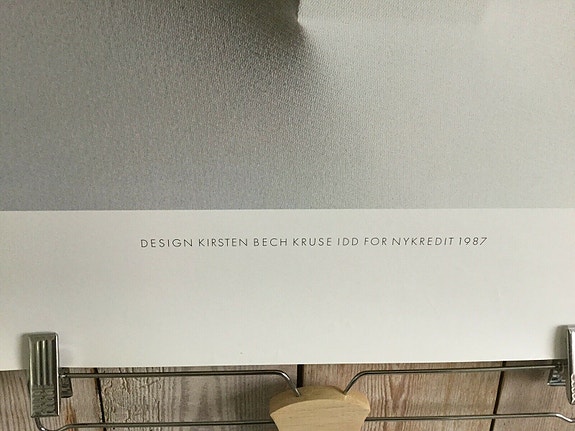 DESIGN KIRSTEN BECH KRUSE IDD FOR NYKREDIT 1987